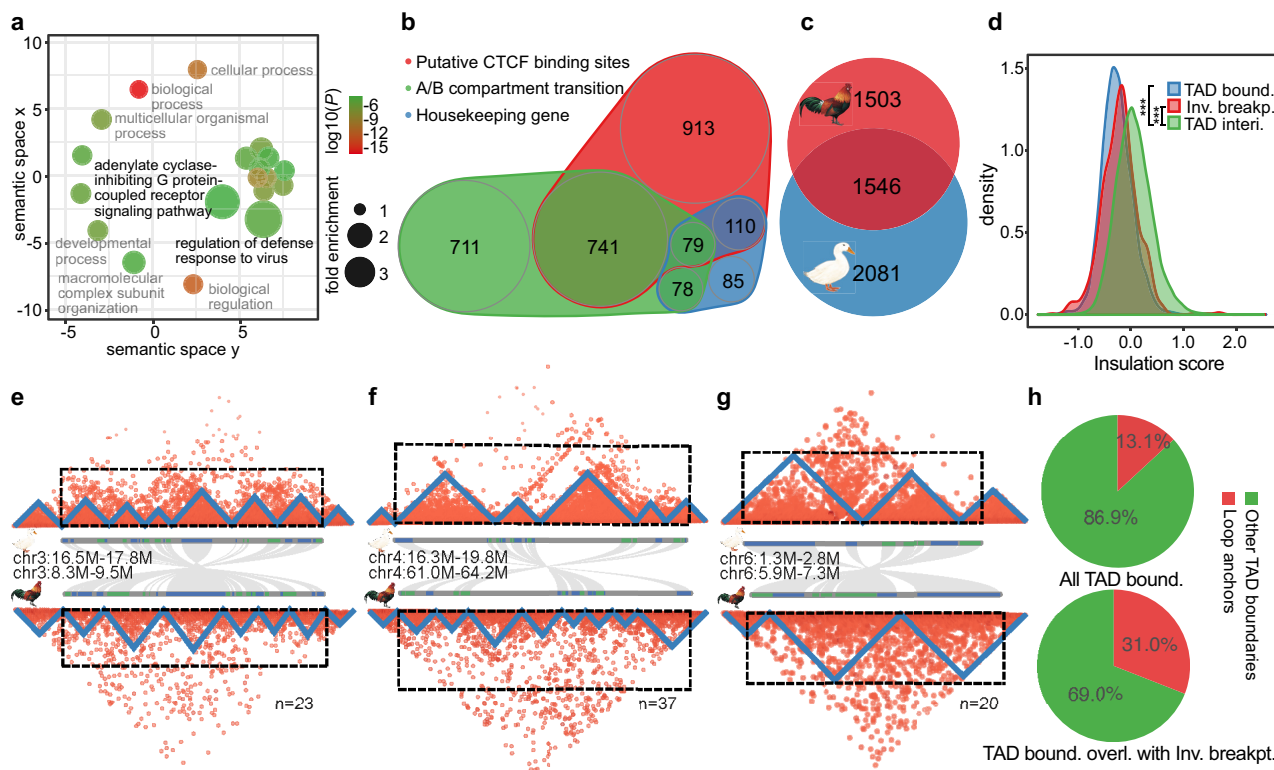 a
10
5
0
-5
-10
-5
0
5
semantic space x
semantic space y
cellular process
biological
process
multicellular organismal
process
adenylate cyclase-
inhibiting G protein-
coupled receptor
signaling pathway
developmental
process
regulation of defense
response to virus
macromolecular
complex subunit
organization
biological
regulation
log10(P)
-6
-9
-12
-15
fold enrichment
1
2
3
b
Putative CTCF binding sites
A/B compartment transition
Housekeeping gene
913
711
741
79
110
78
85
c
1503
1546
2081
d
1.5
1.0
0.5
0.0
density
-1.0
0.0
1.0
2.0
Insulation score
***
***
TAD bound.
Inv. breakp.
TAD interi.
e
chr3:16.5M-17.8M
chr3:8.3M-9.5M
n=23
f
chr4:16.3M-19.8M
chr4:61.0M-64.2M
n=37
g
chr6:1.3M-2.8M
chr6:5.9M-7.3M
n=20
h
13.1%
86.9%
All TAD bound.
31.0%
69.0%
TAD bound. overl. with Inv. breakpt.
Other TAD boundaries
Loop anchors